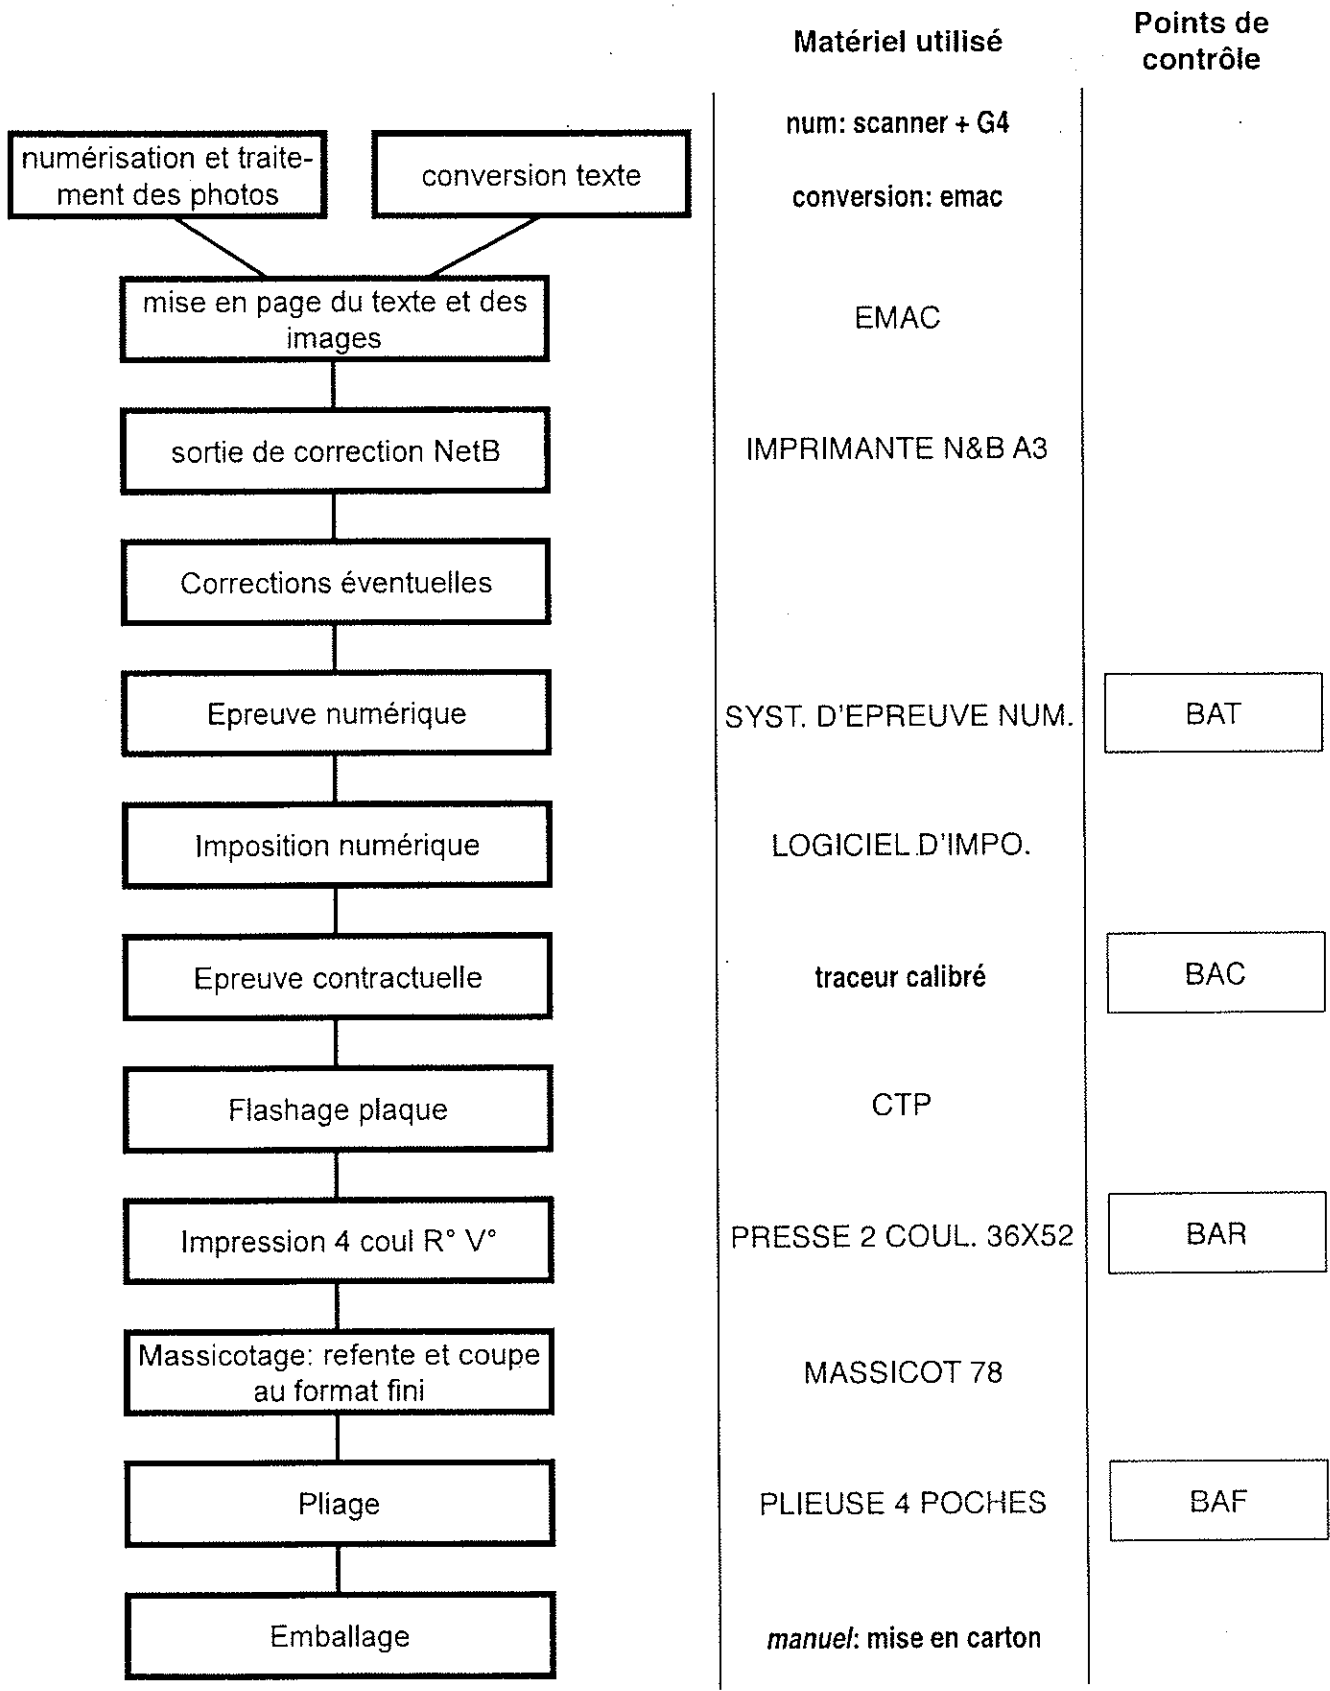 Matériel utilisé
Points de
contrôle
numérisation et traite-
ment des photos
conversion texte
num: scanner + G4
conversion: emac
mise en page du texte et des
images
EMAC
sortie de correction NetB
IMPRIMANTE N&B A3
Corrections éventuelles
Epreuve numérique
SYST. D'EPREUVE NUM.
BAT
Imposition numérique
LOGICIEL D'IMPO.
Epreuve contractuelle
traceur calibré
BAC
Flashage plaque
CTP
Impression 4 coul R° V°
PRESSE 2 COUL. 36X52
BAR
Massicotage: refente et coupe
au format fini
MASSICOT 78
Pliage
PLIEUSE 4 POCHES
BAF
Emballage
manuel: mise en carton